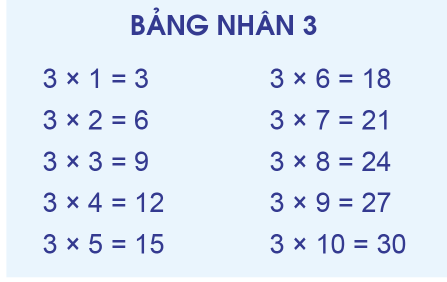 BẢNG NHÂN 3
3 × 1 = 3
3 × 2 = 6
3 × 3 = 9
3 × 4 = 12
3 × 5 = 15
3 × 6 = 18
3 × 7 = 21
3 × 8 = 24
3 × 9 = 27
3 × 10 = 30